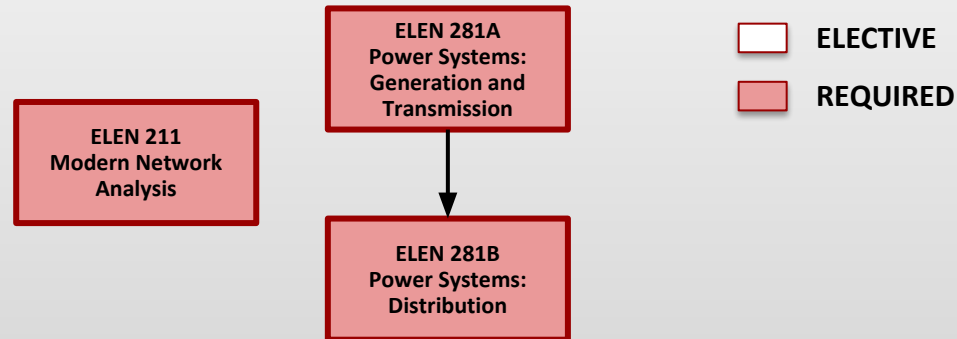 ELEN 281A
Power Systems:
Generation and
Transmission
ELECTIVE
REQUIRED
ELEN 211
Modern Network
Analysis
ELEN 281B
Power Systems:
Distribution